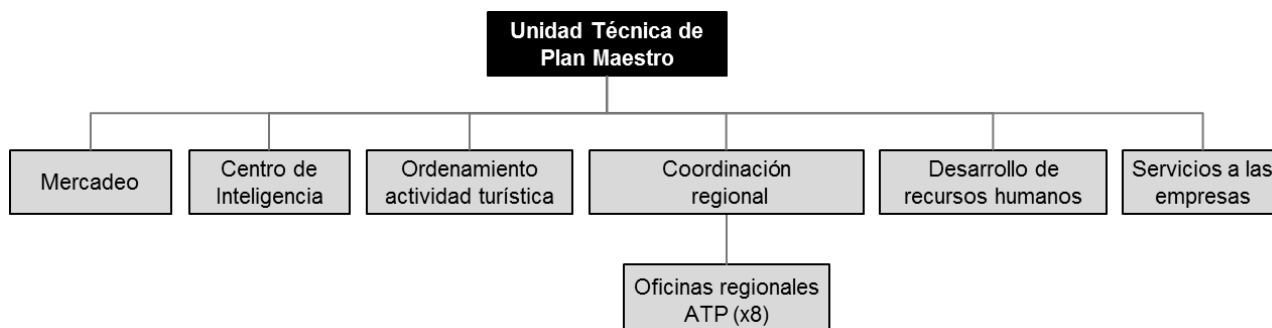 Unidad Técnica de
Plan Maestro
Mercadeo
Centro de
Inteligencia
Ordenamiento
actividad turística
Coordinación
regional
Desarrollo de
recursos humanos
Servicios a las
empresas
Oficinas regionales
ATP (x8)